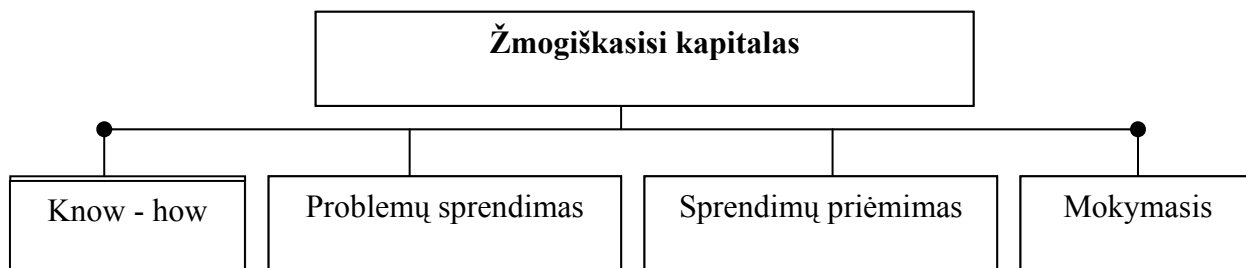 Žmogiškasisi kapitalas
Know - how
Problemų sprendimas
Sprendimų priėmimas
Mokymasis